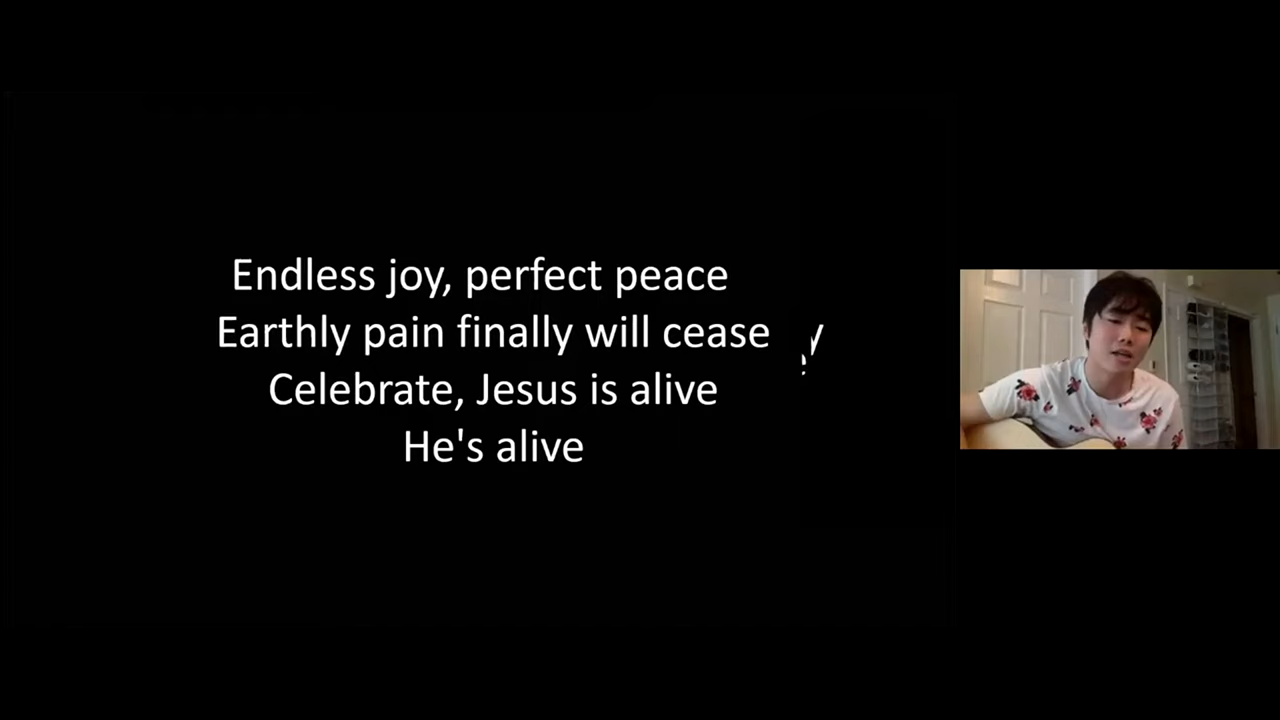 Endless joy, perfect peace
Earthly pain finally will cease
Celebrate, Jesus is alive
He's alive
y
e